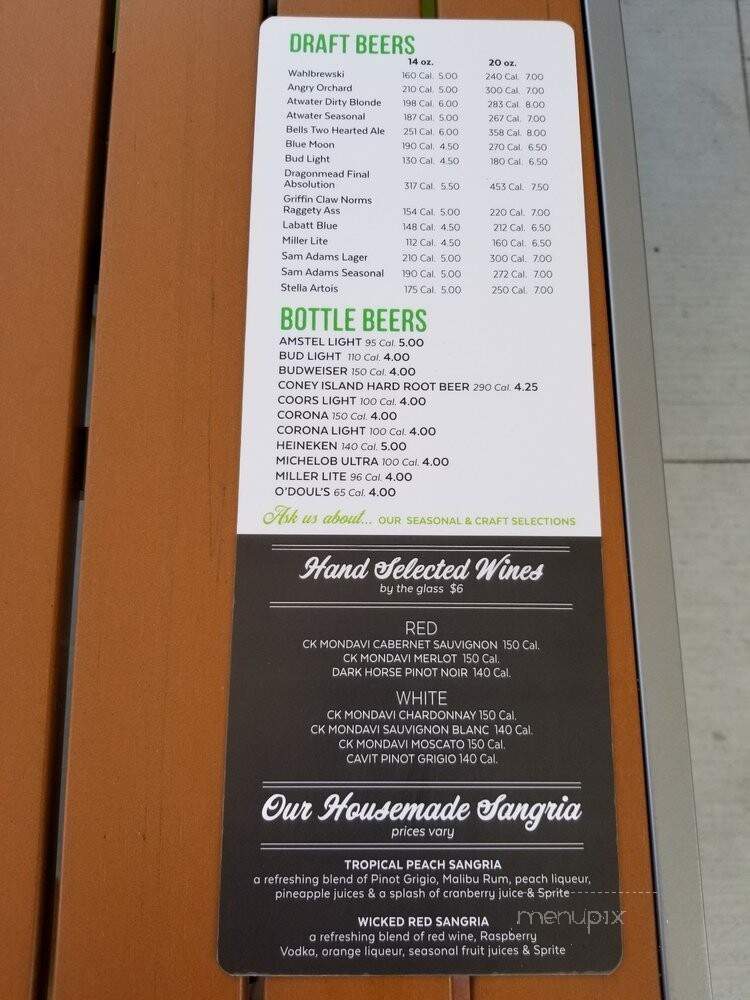 DRAFT BEERS
14 oz. 20 oz.
Wahlbrewski 160 Cal. 5.00 240 Cal. 7.00
Angry Orchard 210 Cal. 5.00 300 Cal. 7.00
Atwater Dirty Blonde 198 Cal. 6.00 283 Cal. 8.00
Atwater Seasonal 187 Cal. 5.00 267 Cal. 7.00
Bells Two Hearted Ale 251 Cal. 6.00 358 Cal. 8.00
Blue Moon 190 Cal. 4.50 270 Cal. 6.50
Bud Light 130 Cal. 4.50 180 Cal. 6.50
Dragonmead Final
Absolution 317 Cal. 5.50 453 Cal. 7.50
Griffin Claw Norms
Raggety Ass 154 Cal. 5.00 220 Cal. 7.00
Labatt Blue 148 Cal. 4.50 212 Cal. 6.50
Miller Lite 112 Cal. 4.50 160 Cal. 6.50
Sam Adams Lager 210 Cal. 5.00 300 Cal. 7.00
Sam Adams Seasonal 190 Cal. 5.00 272 Cal. 7.00
Stella Artois 175 Cal. 5.00 250 Cal. 7.00
BOTTLE BEERS
AMSTEL LIGHT 95 Cal. 5.00
BUD LIGHT 110 Cal. 4.00
BUDWEISER 150 Cal. 4.00
CONEY ISLAND HARD ROOT BEER 290 Cal. 4.25
COORS LIGHT 100 Cal. 4.00
CORONA 150 Cal. 4.00
CORONA LIGHT 100 Cal. 4.00
HEINEKEN 140 Cal. 5.00
MICHELOB ULTRA 100 Cal. 4.00
MILLER LITE 96 Cal. 4.00
O'DOUL'S 65 Cal. 4.00
Ask us about... OUR SEASONAL & CRAFT SELECTIONS
Hand Selected Wines
by the glass $6
RED
CK MONDAVI CABERNET SAUVIGNON 150 Cal.
CK MONDAVI MERLOT 150 Cal.
DARK HORSE PINOT NOIR 140 Cal.
WHITE
CK MONDAVI CHARDONNAY 150 Cal.
CK MONDAVI SAUVIGNON BLANC 140 Cal.
CK MONDAVI MOSCATO 150 Cal.
CAVIT PINOT GRIGIO 140 Cal.
Our Housemade Sangria
prices vary
TROPICAL PEACH SANGRIA
a refreshing blend of Pinot Grigio, Malibu Rum, peach liqueur,
pineapple juices & a splash of cranberry juice & Sprite
WICKED RED SANGRIA
a refreshing blend of red wine, Raspberry
Vodka, orange liqueur, seasonal fruit juices & Sprite
menupix